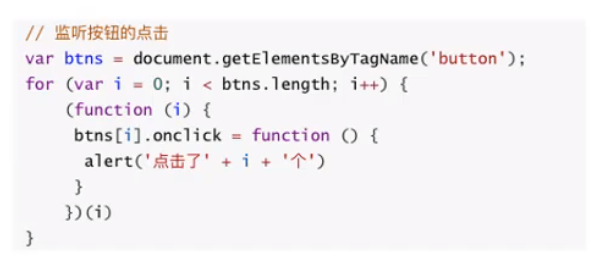 // 监听按钮的点击
var btns = document.getElementsByTagName('button');
for (var i = 0; i < btns.length; i++) {
    (function (i) {
     btns[i].onclick = function () {
      alert('点击了' + i + '个')
     }
    })(i)
}